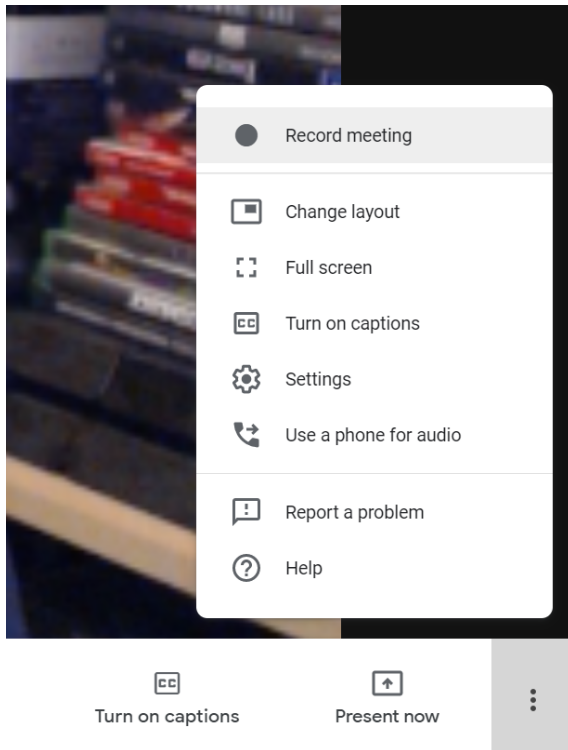 Record meeting
Change layout
Full screen
Turn on captions
Settings
Use a phone for audio
Report a problem
Help
Turn on captions
Present now